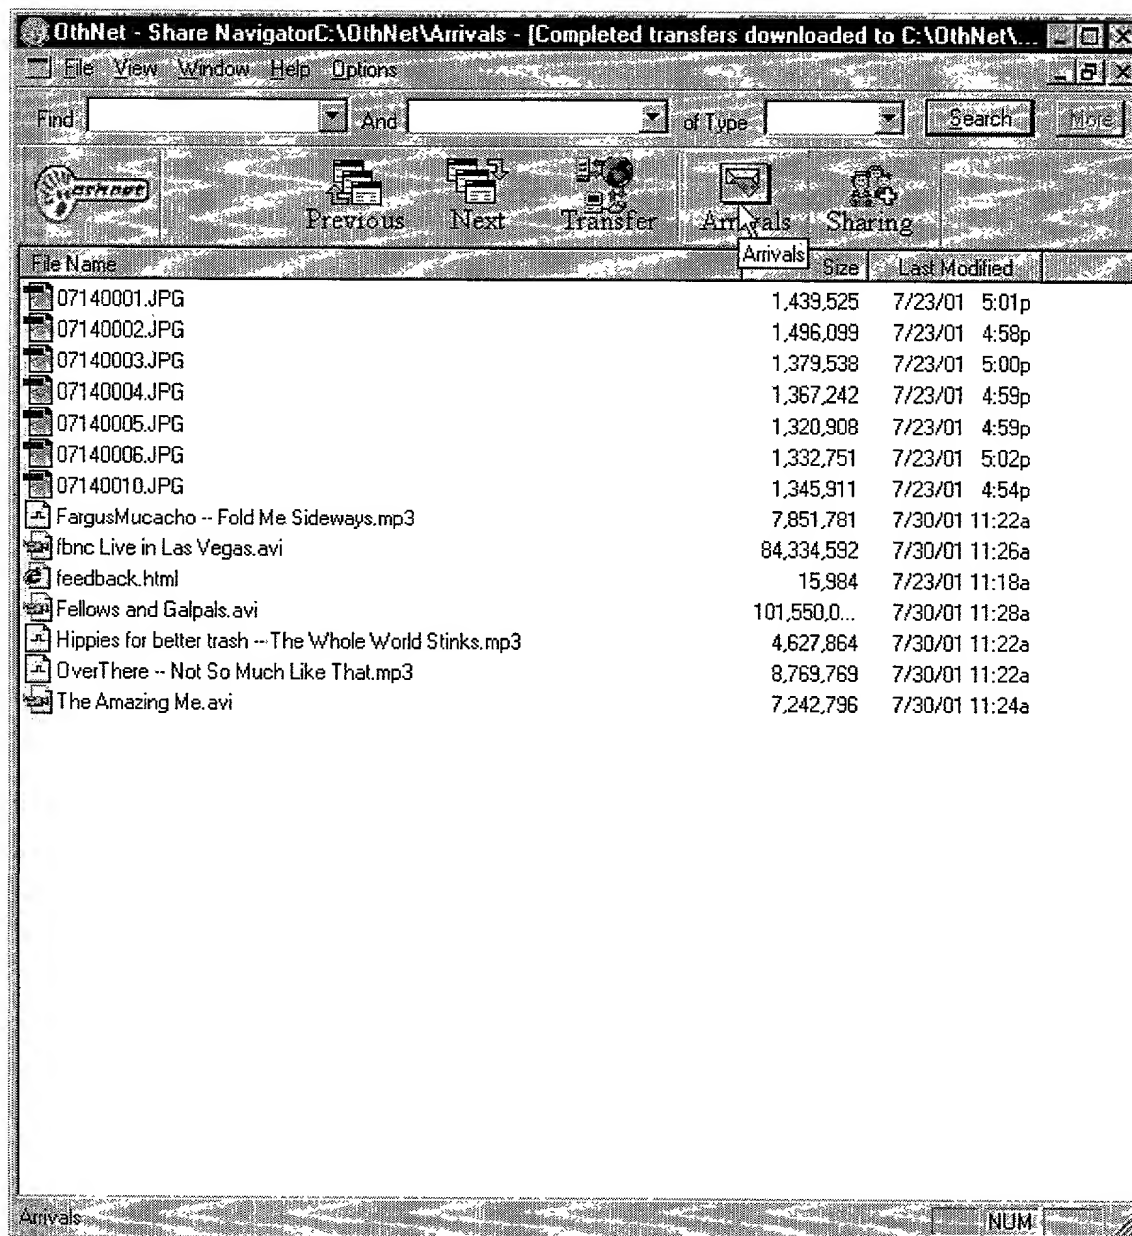 OthNet - Share NavigatorC:\OthNet\Arrivals - [Completed transfers downloaded to C:\OthNet\...
File View Window Help Options
Find And of Type Search More
othnet Previous Next Transfer Arrivals Sharing
Arrivals
File Name Size Last Modified
07140001.JPG 1,439,525 7/23/01 5:01p
07140002.JPG 1,496,099 7/23/01 4:58p
07140003.JPG 1,379,538 7/23/01 5:00p
07140004.JPG 1,367,242 7/23/01 4:59p
07140005.JPG 1,320,908 7/23/01 4:59p
07140006.JPG 1,332,751 7/23/01 5:02p
07140010.JPG 1,345,911 7/23/01 4:54p
FargusMucacho -- Fold Me Sideways.mp3 7,851,781 7/30/01 11:22a
fbnc Live in Las Vegas.avi 84,334,592 7/30/01 11:26a
feedback.html 15,984 7/23/01 11:18a
Fellows and Galpals.avi 101,550,0... 7/30/01 11:28a
Hippies for better trash -- The Whole World Stinks.mp3 4,627,864 7/30/01 11:22a
OverThere -- Not So Much Like That.mp3 8,769,769 7/30/01 11:22a
The Amazing Me.avi 7,242,796 7/30/01 11:24a
Arrivals NUM